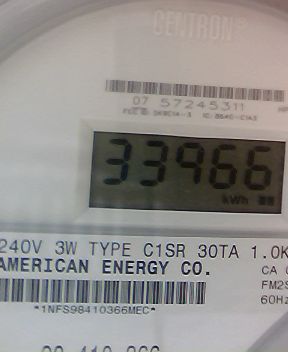 CENTRON®
07 57245311
33966
kWh
240V 3W TYPE C1SR 30TA 1.0K
AMERICAN ENERGY CO.
CA
FM2S
60Hz
*1NFS98410366MEC*